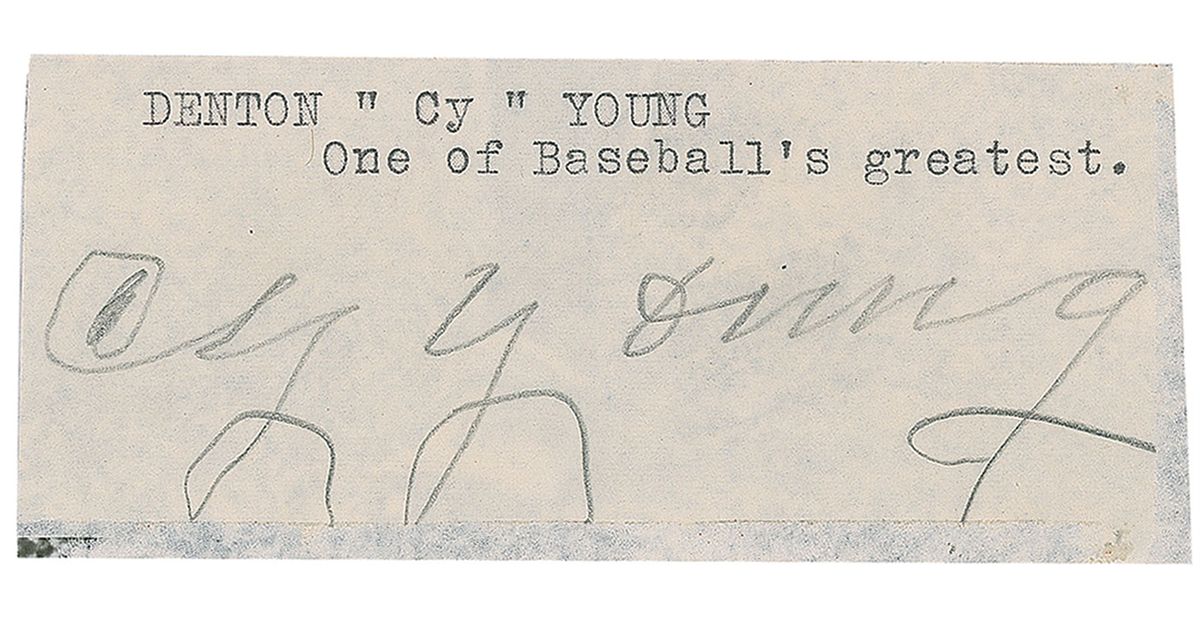 DENTON " Cy " YOUNG
One of Baseball's greatest.
Cy Young